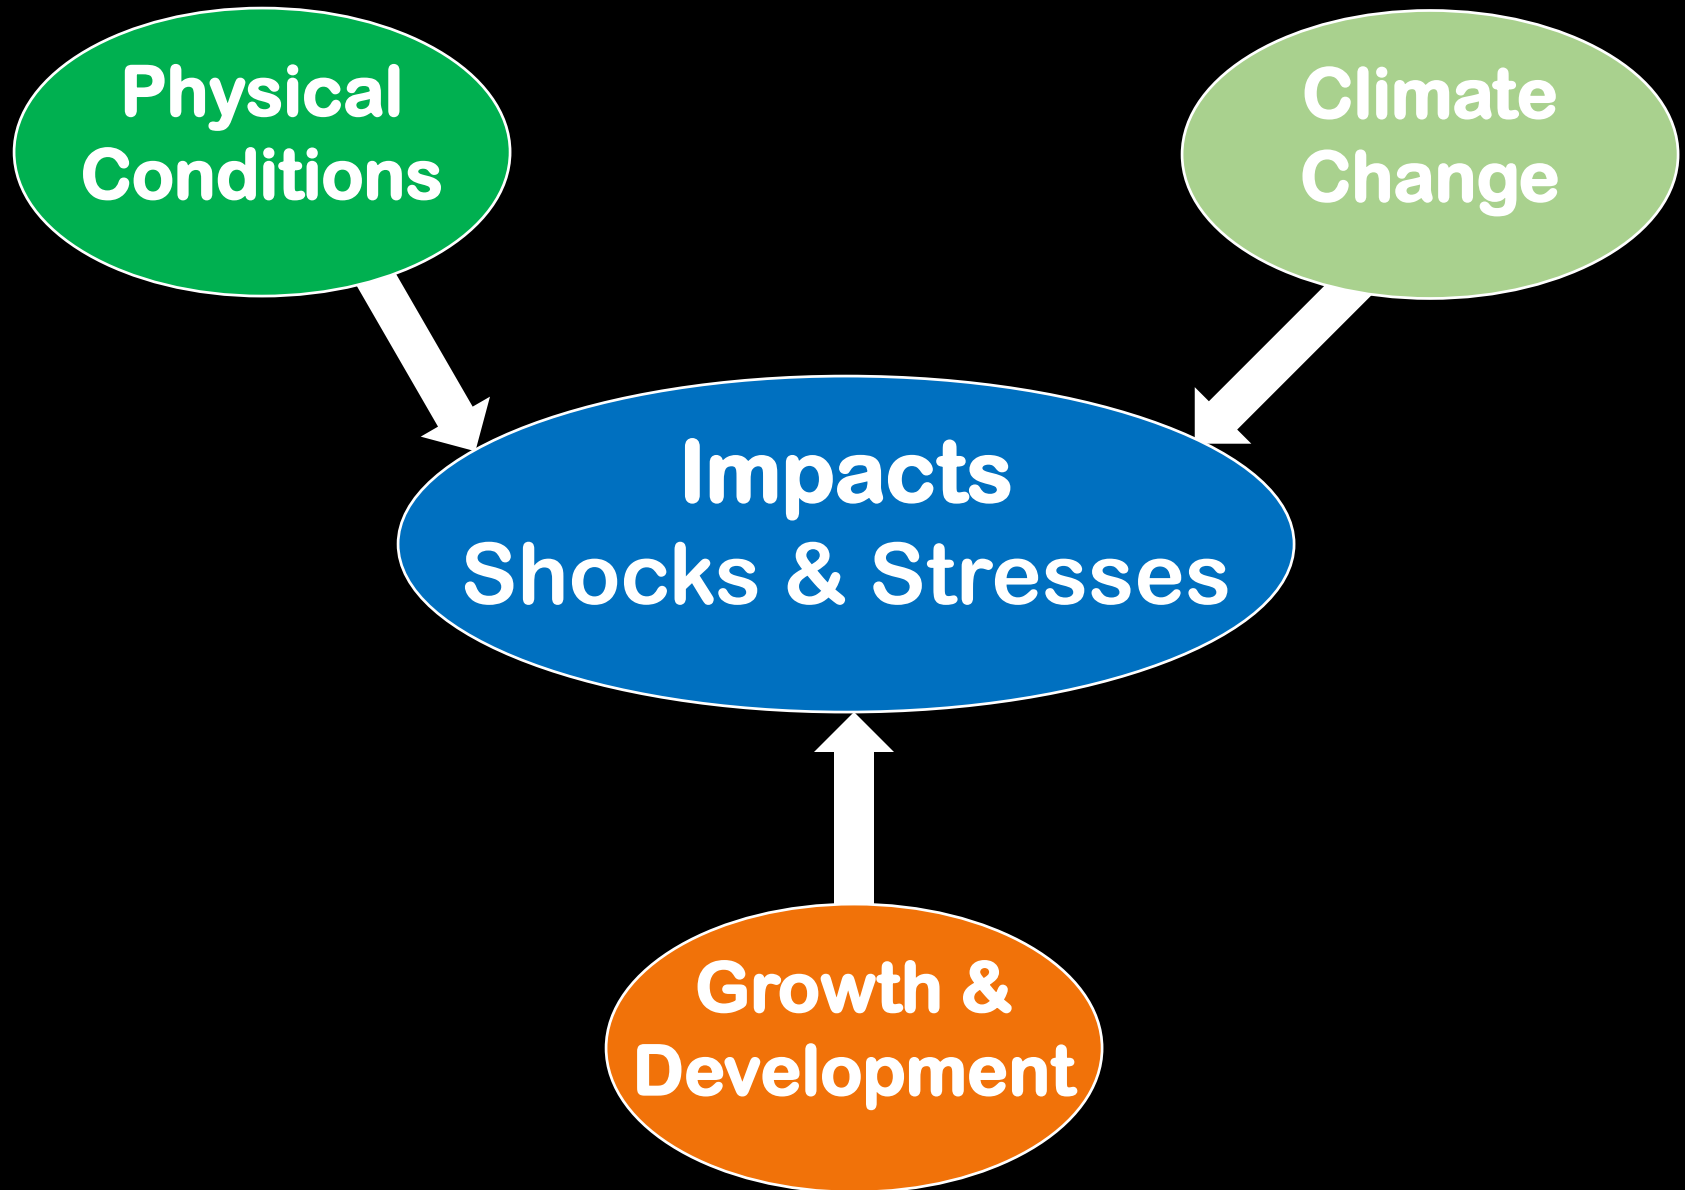 Physical
Conditions
Climate
Change
Impacts
Shocks & Stresses
Growth &
Development